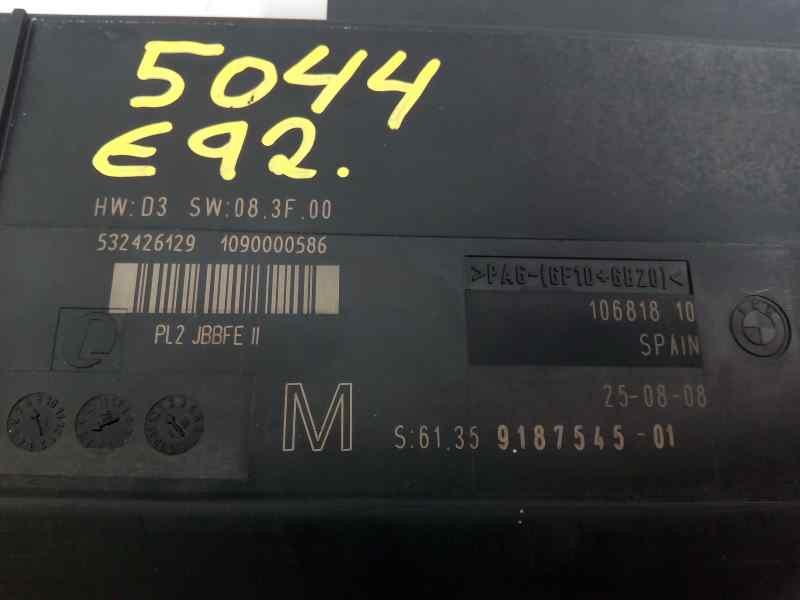 5044
E92.
HW:D3 SW:08.3F.00
532426129 1090000586
PL2 JBBFE II
>PA6-(GF10+GB20)<
106818 10
SPAIN
25-08-08
M
S:61.35 9187545-01